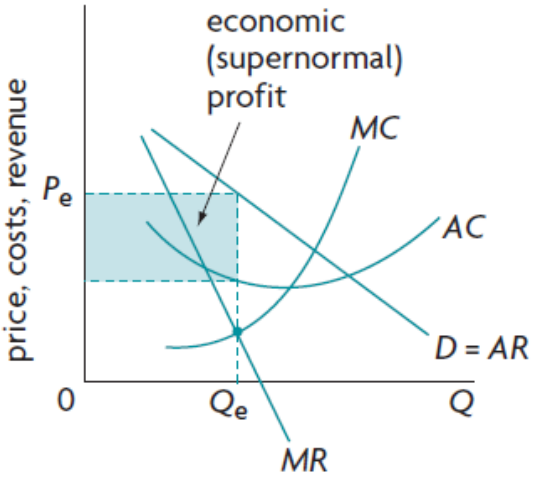 economic
(supernormal)
profit
price, costs, revenue
MC
Pe
AC
D = AR
0
Qe
Q
MR